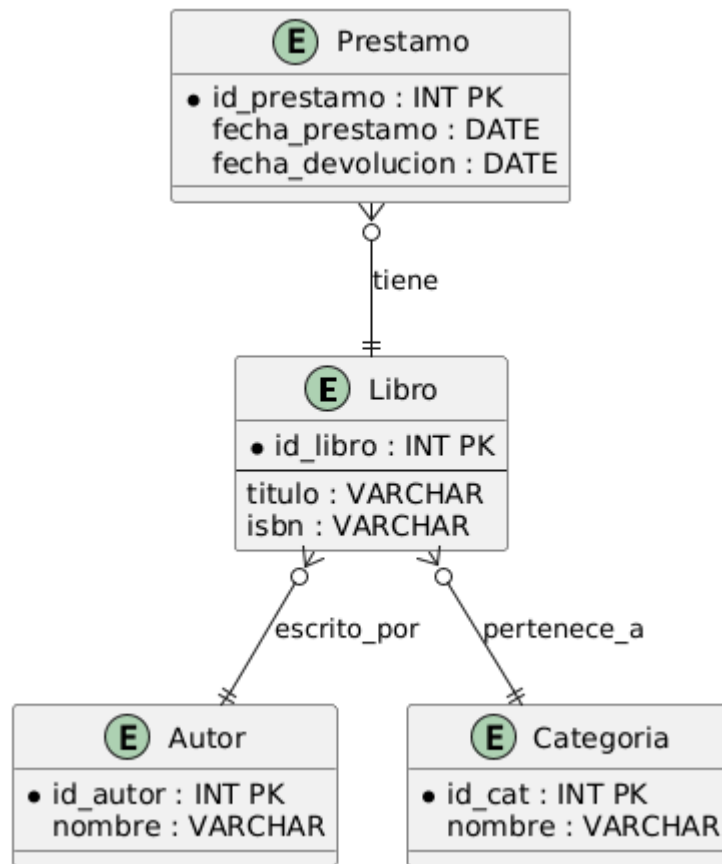 E Prestamo
id_prestamo : INT PK
fecha_prestamo : DATE
fecha_devolucion : DATE
tiene
E Libro
id_libro : INT PK
titulo : VARCHAR
isbn : VARCHAR
escrito_por
pertenece_a
E Autor
id_autor : INT PK
nombre : VARCHAR
E Categoria
id_cat : INT PK
nombre : VARCHAR